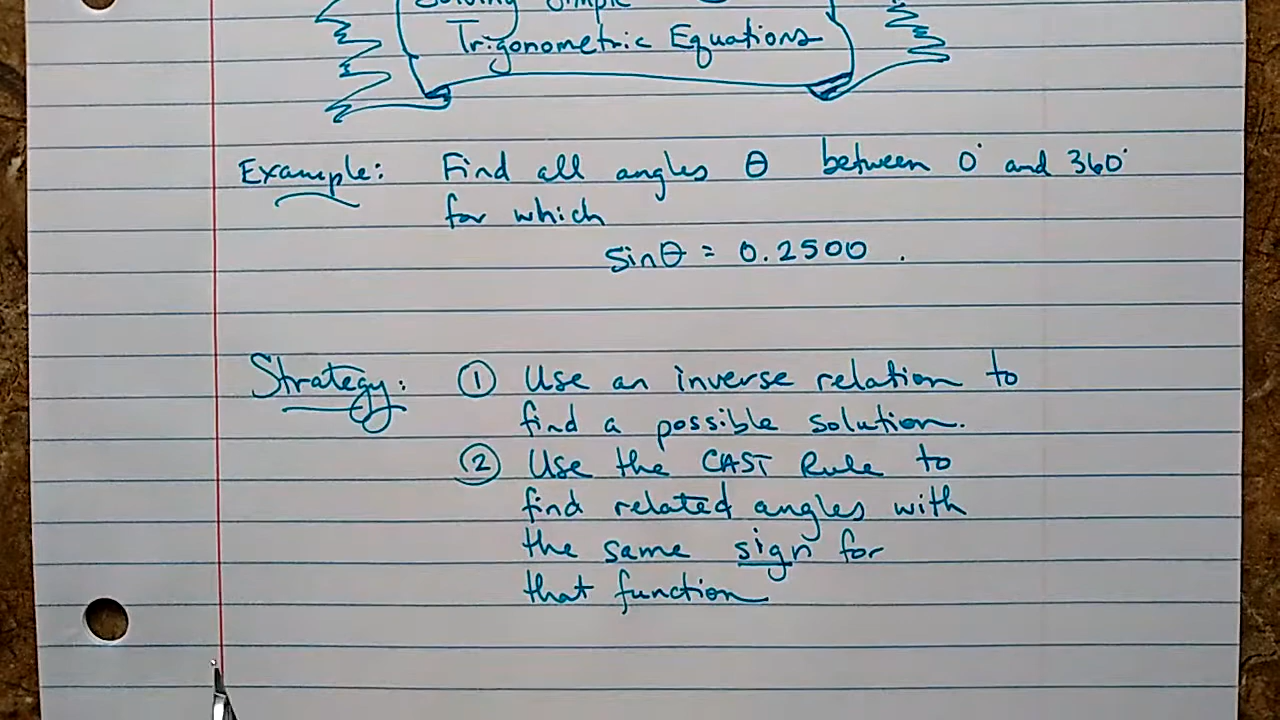 Solving Simple
Trigonometric Equations
Example: Find all angles θ between 0° and 360°
for which
sinθ = 0.2500 .
Strategy: ① Use an inverse relation to
find a possible solution.
② Use the CAST Rule to
find related angles with
the same sign for
that function